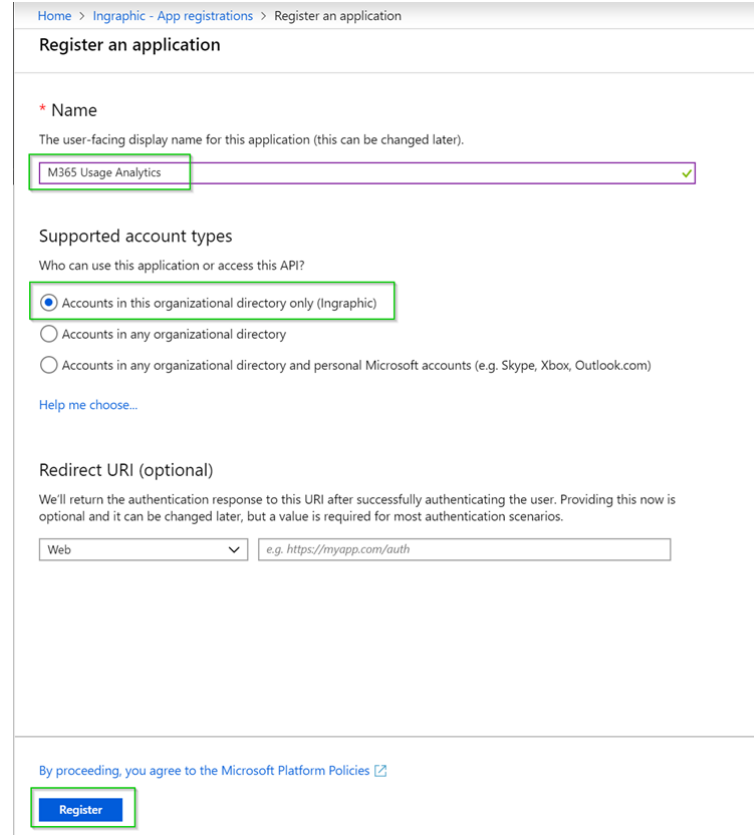 Home > Ingraphic - App registrations > Register an application
Register an application
* Name
The user-facing display name for this application (this can be changed later).
M365 Usage Analytics
Supported account types
Who can use this application or access this API?
Accounts in this organizational directory only (Ingraphic)
Accounts in any organizational directory
Accounts in any organizational directory and personal Microsoft accounts (e.g. Skype, Xbox, Outlook.com)
Help me choose...
Redirect URI (optional)
We'll return the authentication response to this URI after successfully authenticating the user. Providing this now is
optional and it can be changed later, but a value is required for most authentication scenarios.
Web
e.g. https://myapp.com/auth
By proceeding, you agree to the Microsoft Platform Policies
Register